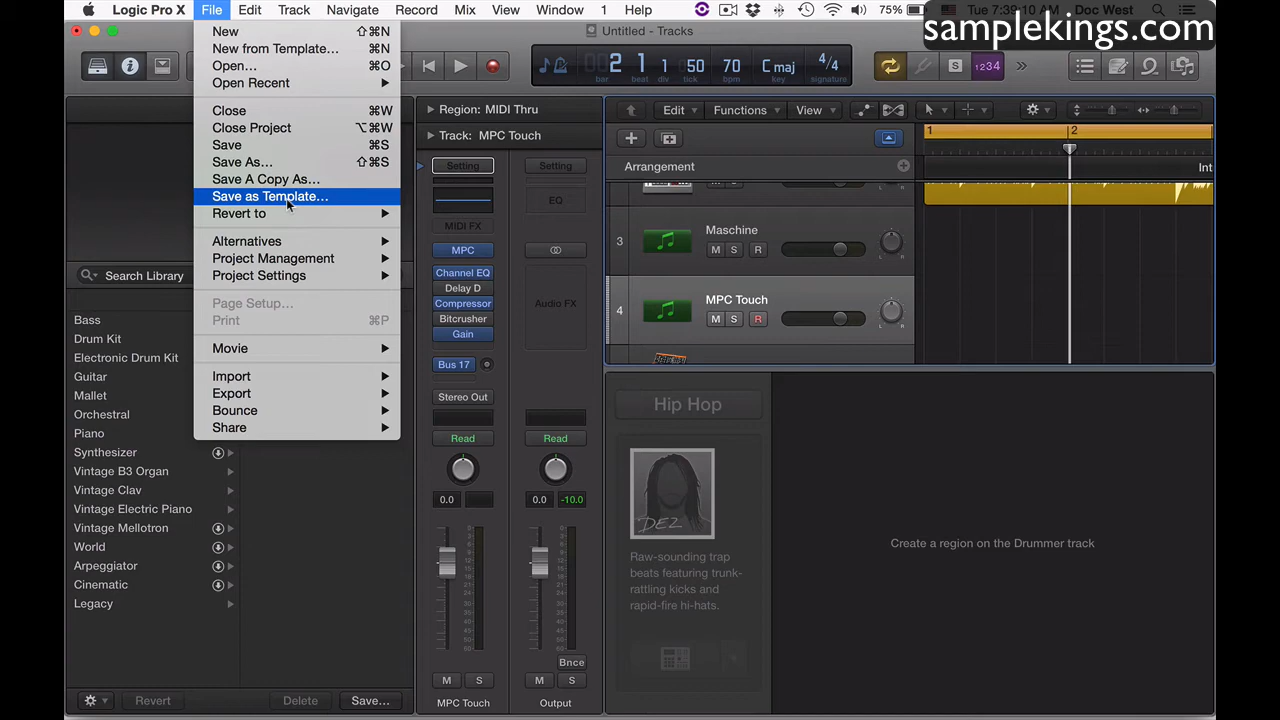 Logic Pro X File Edit Track Navigate Record Mix View Window 1 Help 75% Tue 7:39:10 AM Doc West
samplekings.com
Untitled - Tracks
New ⇧⌘N
New from Template... ⌘N
Open... ⌘O
Open Recent
Close ⌘W
Close Project ⌥⌘W
Save ⌘S
Save As... ⇧⌘S
Save A Copy As...
Save as Template...
Revert to
Alternatives
Project Management
Project Settings
Page Setup...
Print ⌘P
Movie
Import
Export
Bounce
Share
2 1 50 70 C maj 4/4
bar beat tick bpm key signature
S 1234
Search Library
Bass
Drum Kit
Electronic Drum Kit
Guitar
Mallet
Orchestral
Piano
Synthesizer
Vintage B3 Organ
Vintage Clav
Vintage Electric Piano
Vintage Mellotron
World
Arpeggiator
Cinematic
Legacy
Revert Delete Save...
Region: MIDI Thru
Track: MPC Touch
Setting Setting
EQ
MIDI FX
MPC
Channel EQ
Delay D
Compressor Audio FX
Bitcrusher
Gain
Bus 17
Stereo Out
Read Read
0.0 0.0 -10.0
Bnce
M S M S
MPC Touch Output
Edit Functions View
1 2
Arrangement Int
3 Maschine
M S R L R
4 MPC Touch
M S R L R
Hip Hop
DEZ
Raw-sounding trap
beats featuring trunk-
rattling kicks and
rapid-fire hi-hats.
Create a region on the Drummer track